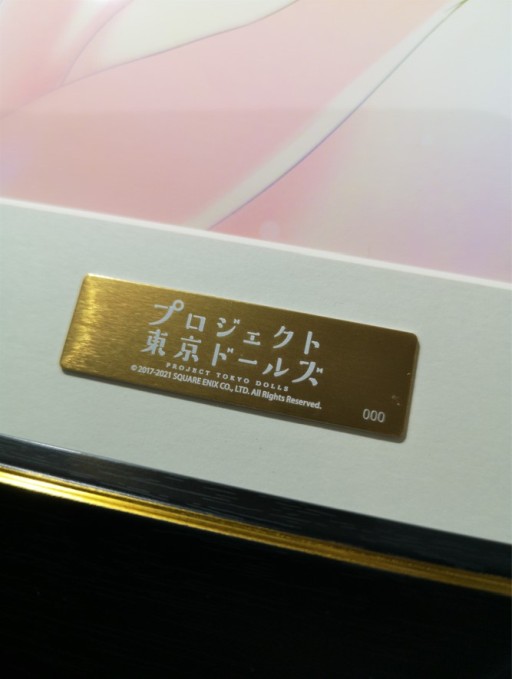 プロジェクト
東京ドールズ
PROJECT TOKYO DOLLS
© 2017-2021 SQUARE ENIX CO., LTD. All Rights Reserved.
000